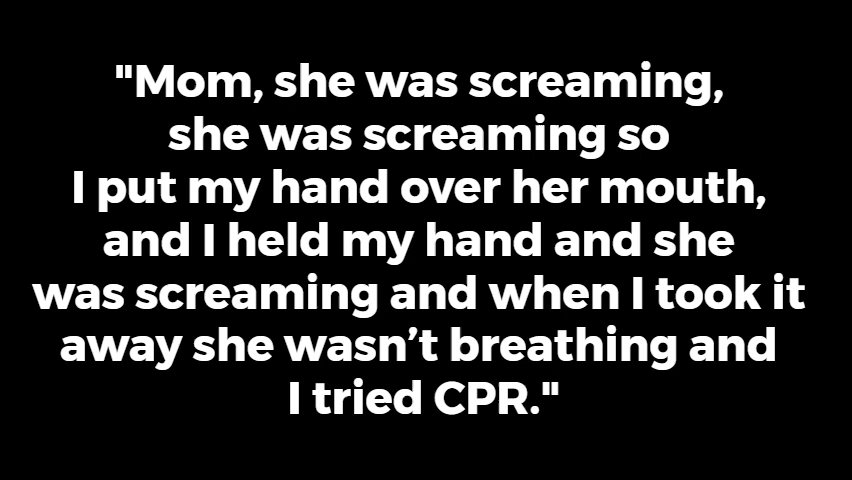 "Mom, she was screaming,
she was screaming so
I put my hand over her mouth,
and I held my hand and she
was screaming and when I took it
away she wasn’t breathing and
I tried CPR."